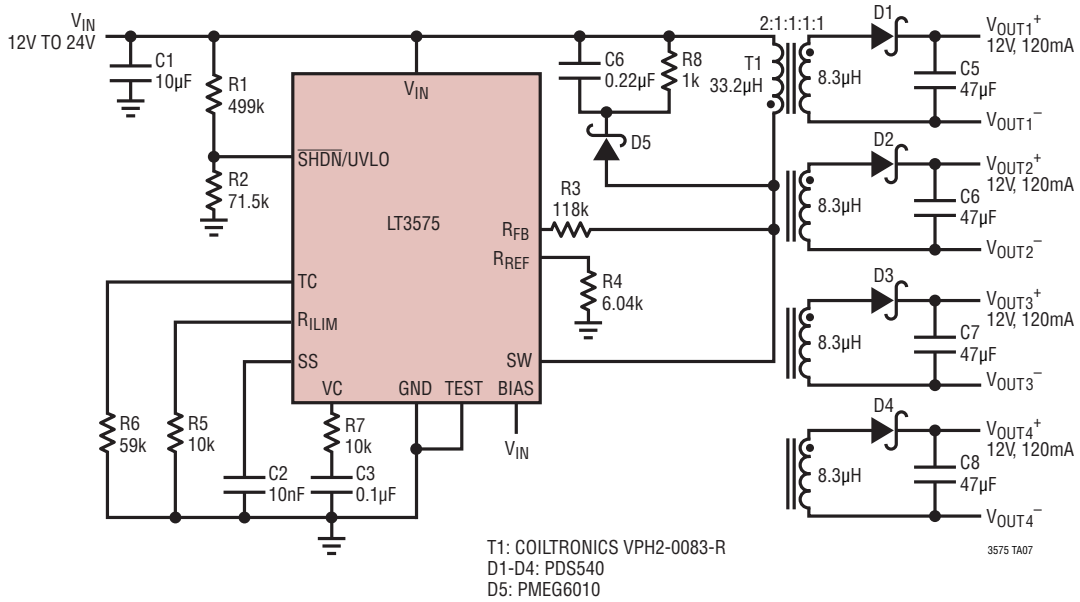 VIN
12V TO 24V
C1
10µF
R1
499k
R2
71.5k
VIN
SHDN/UVLO
LT3575
RFB
RREF
TC
RILIM
SS
SW
VC
GND
TEST
BIAS
VIN
R3
118k
R4
6.04k
R6
59k
R5
10k
C2
10nF
R7
10k
C3
0.1µF
C6
0.22µF
R8
1k
D5
T1
33.2µH
2:1:1:1:1
8.3µH
D1
C5
47µF
VOUT1+
12V, 120mA
VOUT1–
8.3µH
D2
C6
47µF
VOUT2+
12V, 120mA
VOUT2–
8.3µH
D3
C7
47µF
VOUT3+
12V, 120mA
VOUT3–
8.3µH
D4
C8
47µF
VOUT4+
12V, 120mA
VOUT4–
T1: COILTRONICS VPH2-0083-R
D1-D4: PDS540
D5: PMEG6010
3575 TA07